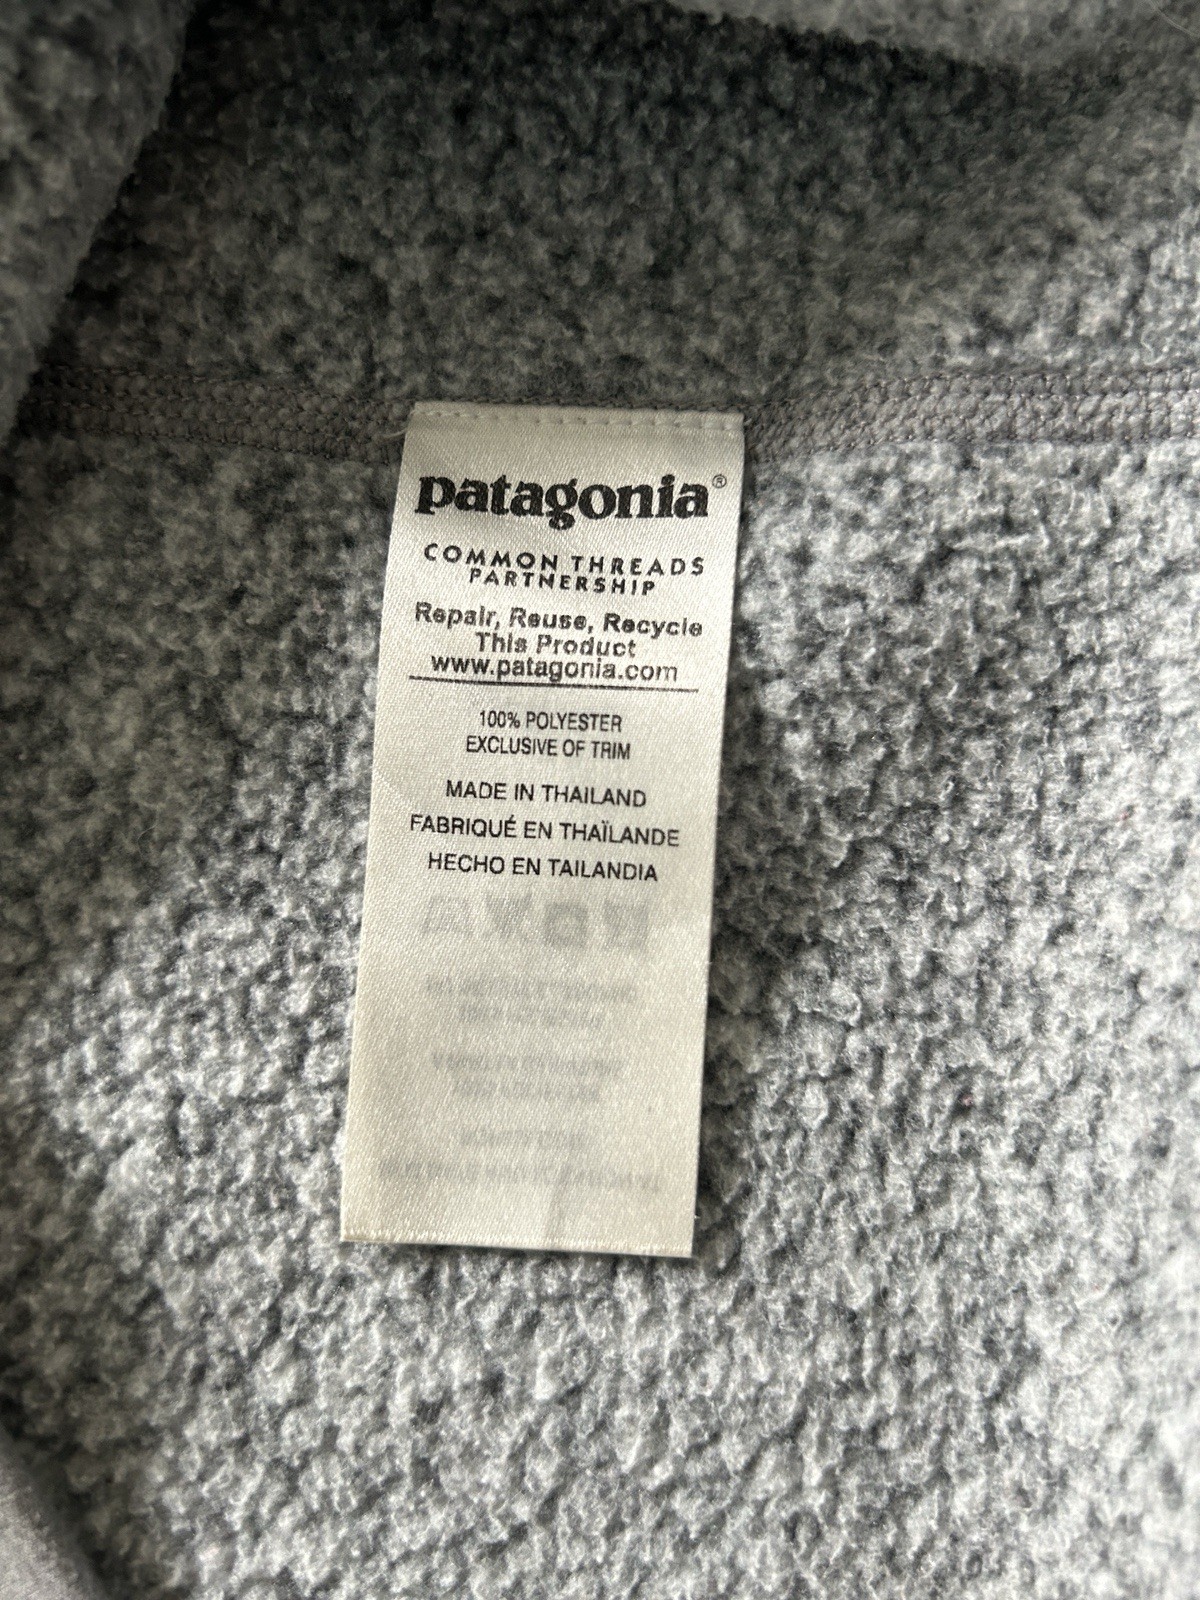 patagonia®
COMMON THREADS
PARTNERSHIP
Repair, Reuse, Recycle
This Product
www.patagonia.com
100% POLYESTER
EXCLUSIVE OF TRIM
MADE IN THAILAND
FABRIQUÉ EN THAÏLANDE
HECHO EN TAILANDIA